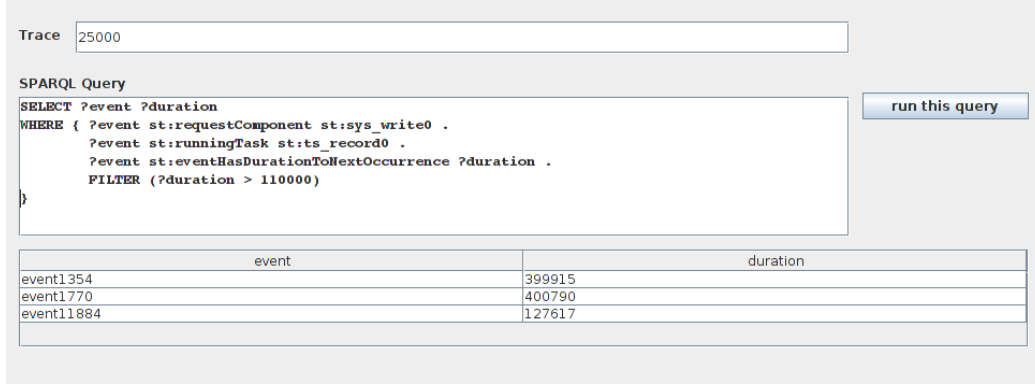 Trace 25000
SPARQL Query
SELECT ?event ?duration
WHERE { ?event st:requestComponent st:sys_write0 .
?event st:runningTask st:ts_record0 .
?event st:eventHasDurationToNextOccurrence ?duration .
FILTER (?duration > 110000)
}
run this query
event duration
event1354 399915
event1770 400790
event11884 127617